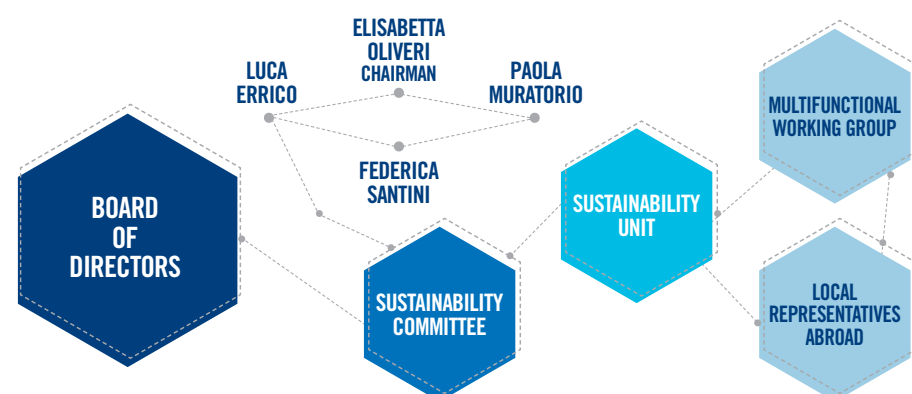 ELISABETTA
OLIVERI
CHAIRMAN
LUCA
ERRICO
PAOLA
MURATORIO
FEDERICA
SANTINI
BOARD
OF
DIRECTORS
SUSTAINABILITY
COMMITTEE
SUSTAINABILITY
UNIT
MULTIFUNCTIONAL
WORKING GROUP
LOCAL
REPRESENTATIVES
ABROAD